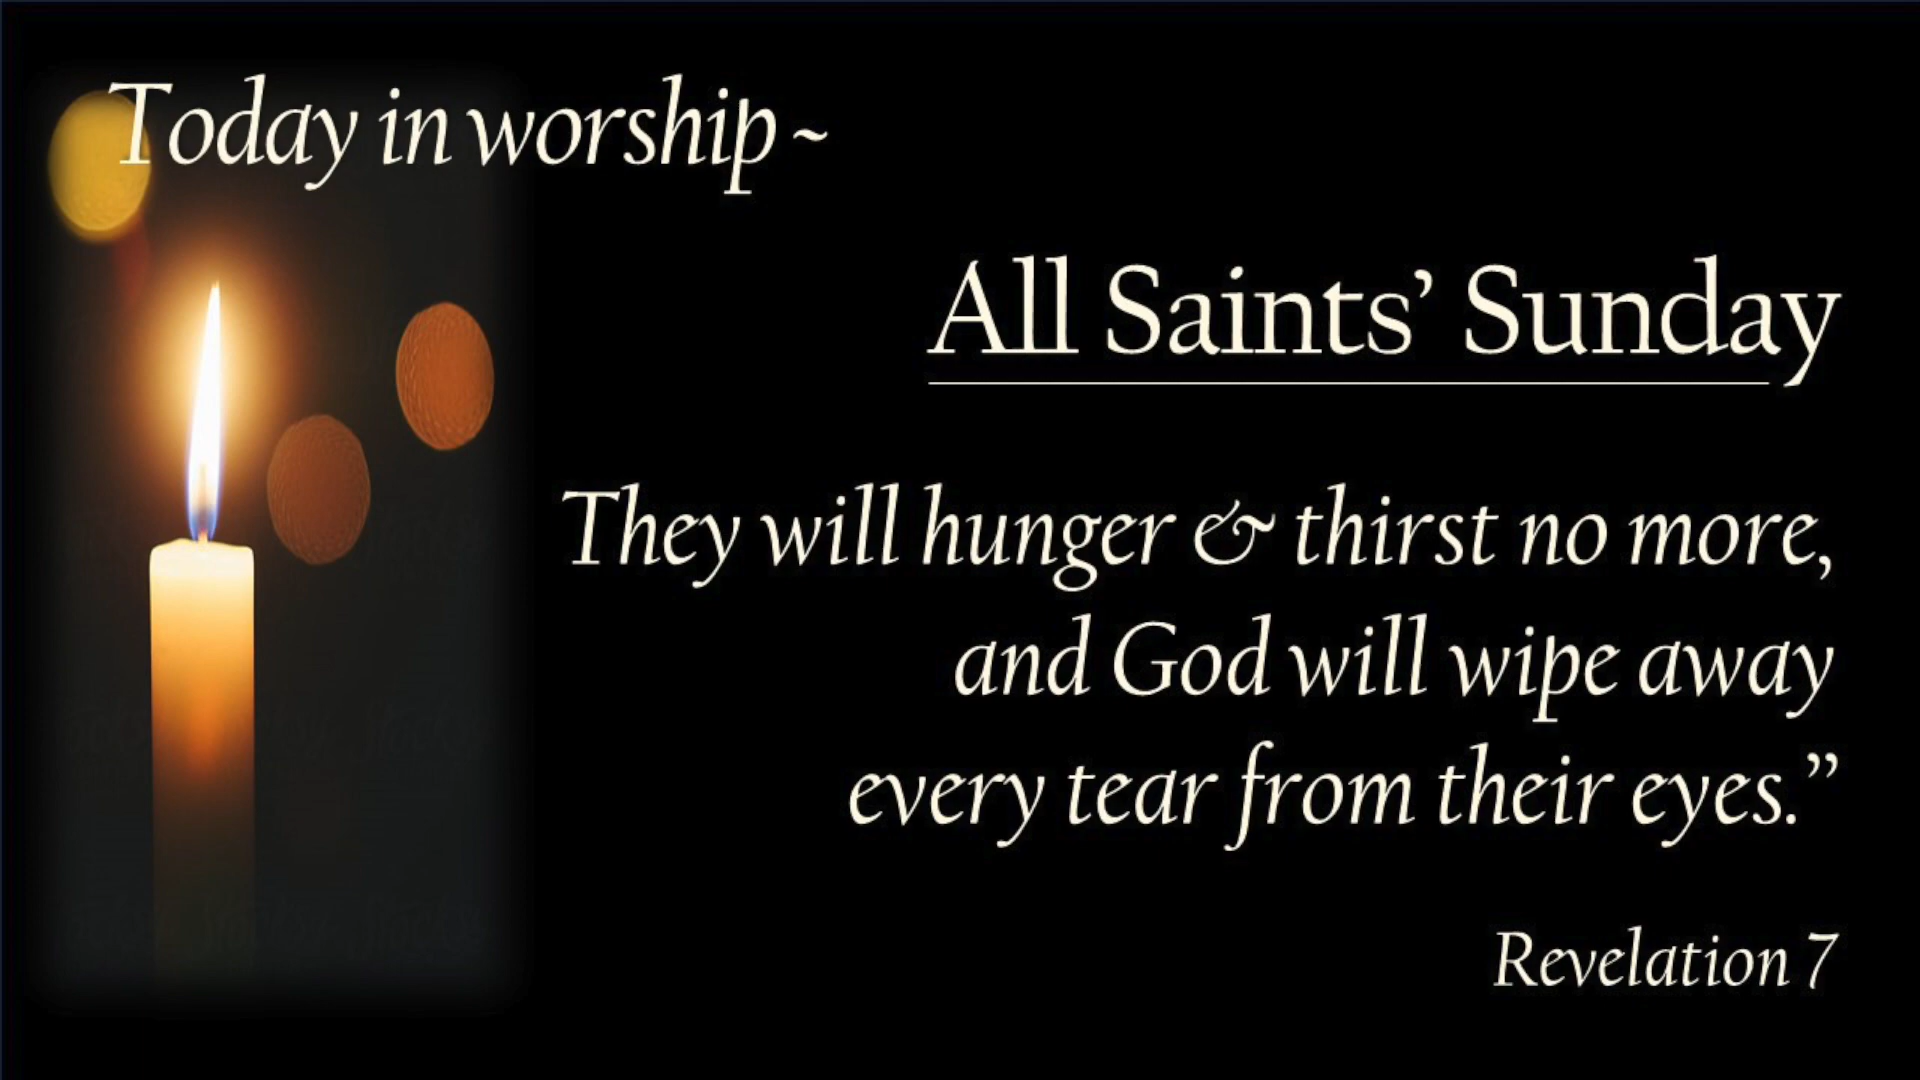 Today in worship ~
All Saints’ Sunday
They will hunger & thirst no more,
and God will wipe away
every tear from their eyes.”
Revelation 7